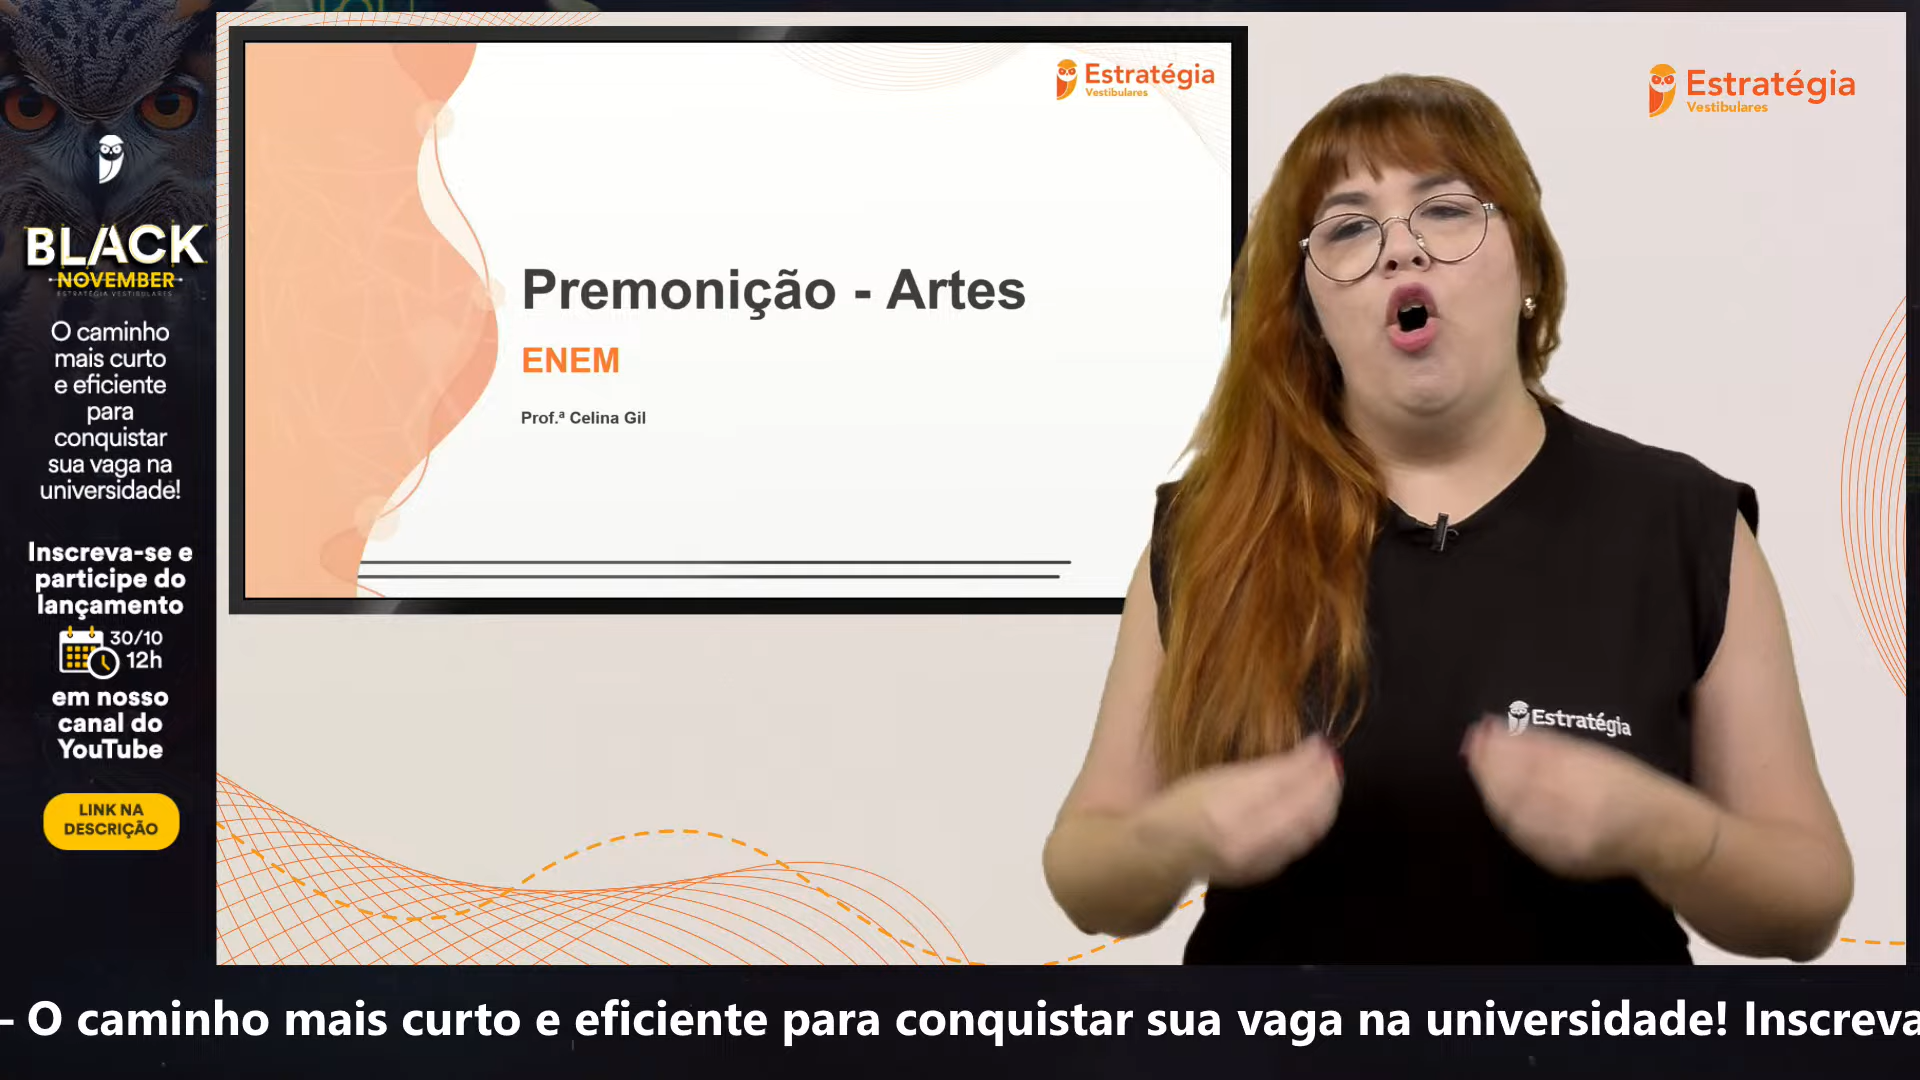 BLACK
NOVEMBER
ESTRATÉGIA VESTIBULARES
O caminho
mais curto
e eficiente
para
conquistar
sua vaga na
universidade!
Inscreva-se e
participe do
lançamento
30/10
12h
em nosso
canal do
YouTube
LINK NA
DESCRIÇÃO
Estratégia
Vestibulares
Premonição - Artes
ENEM
Prof.ª Celina Gil
Estratégia
Vestibulares
Estratégia
- O caminho mais curto e eficiente para conquistar sua vaga na universidade! Inscreva